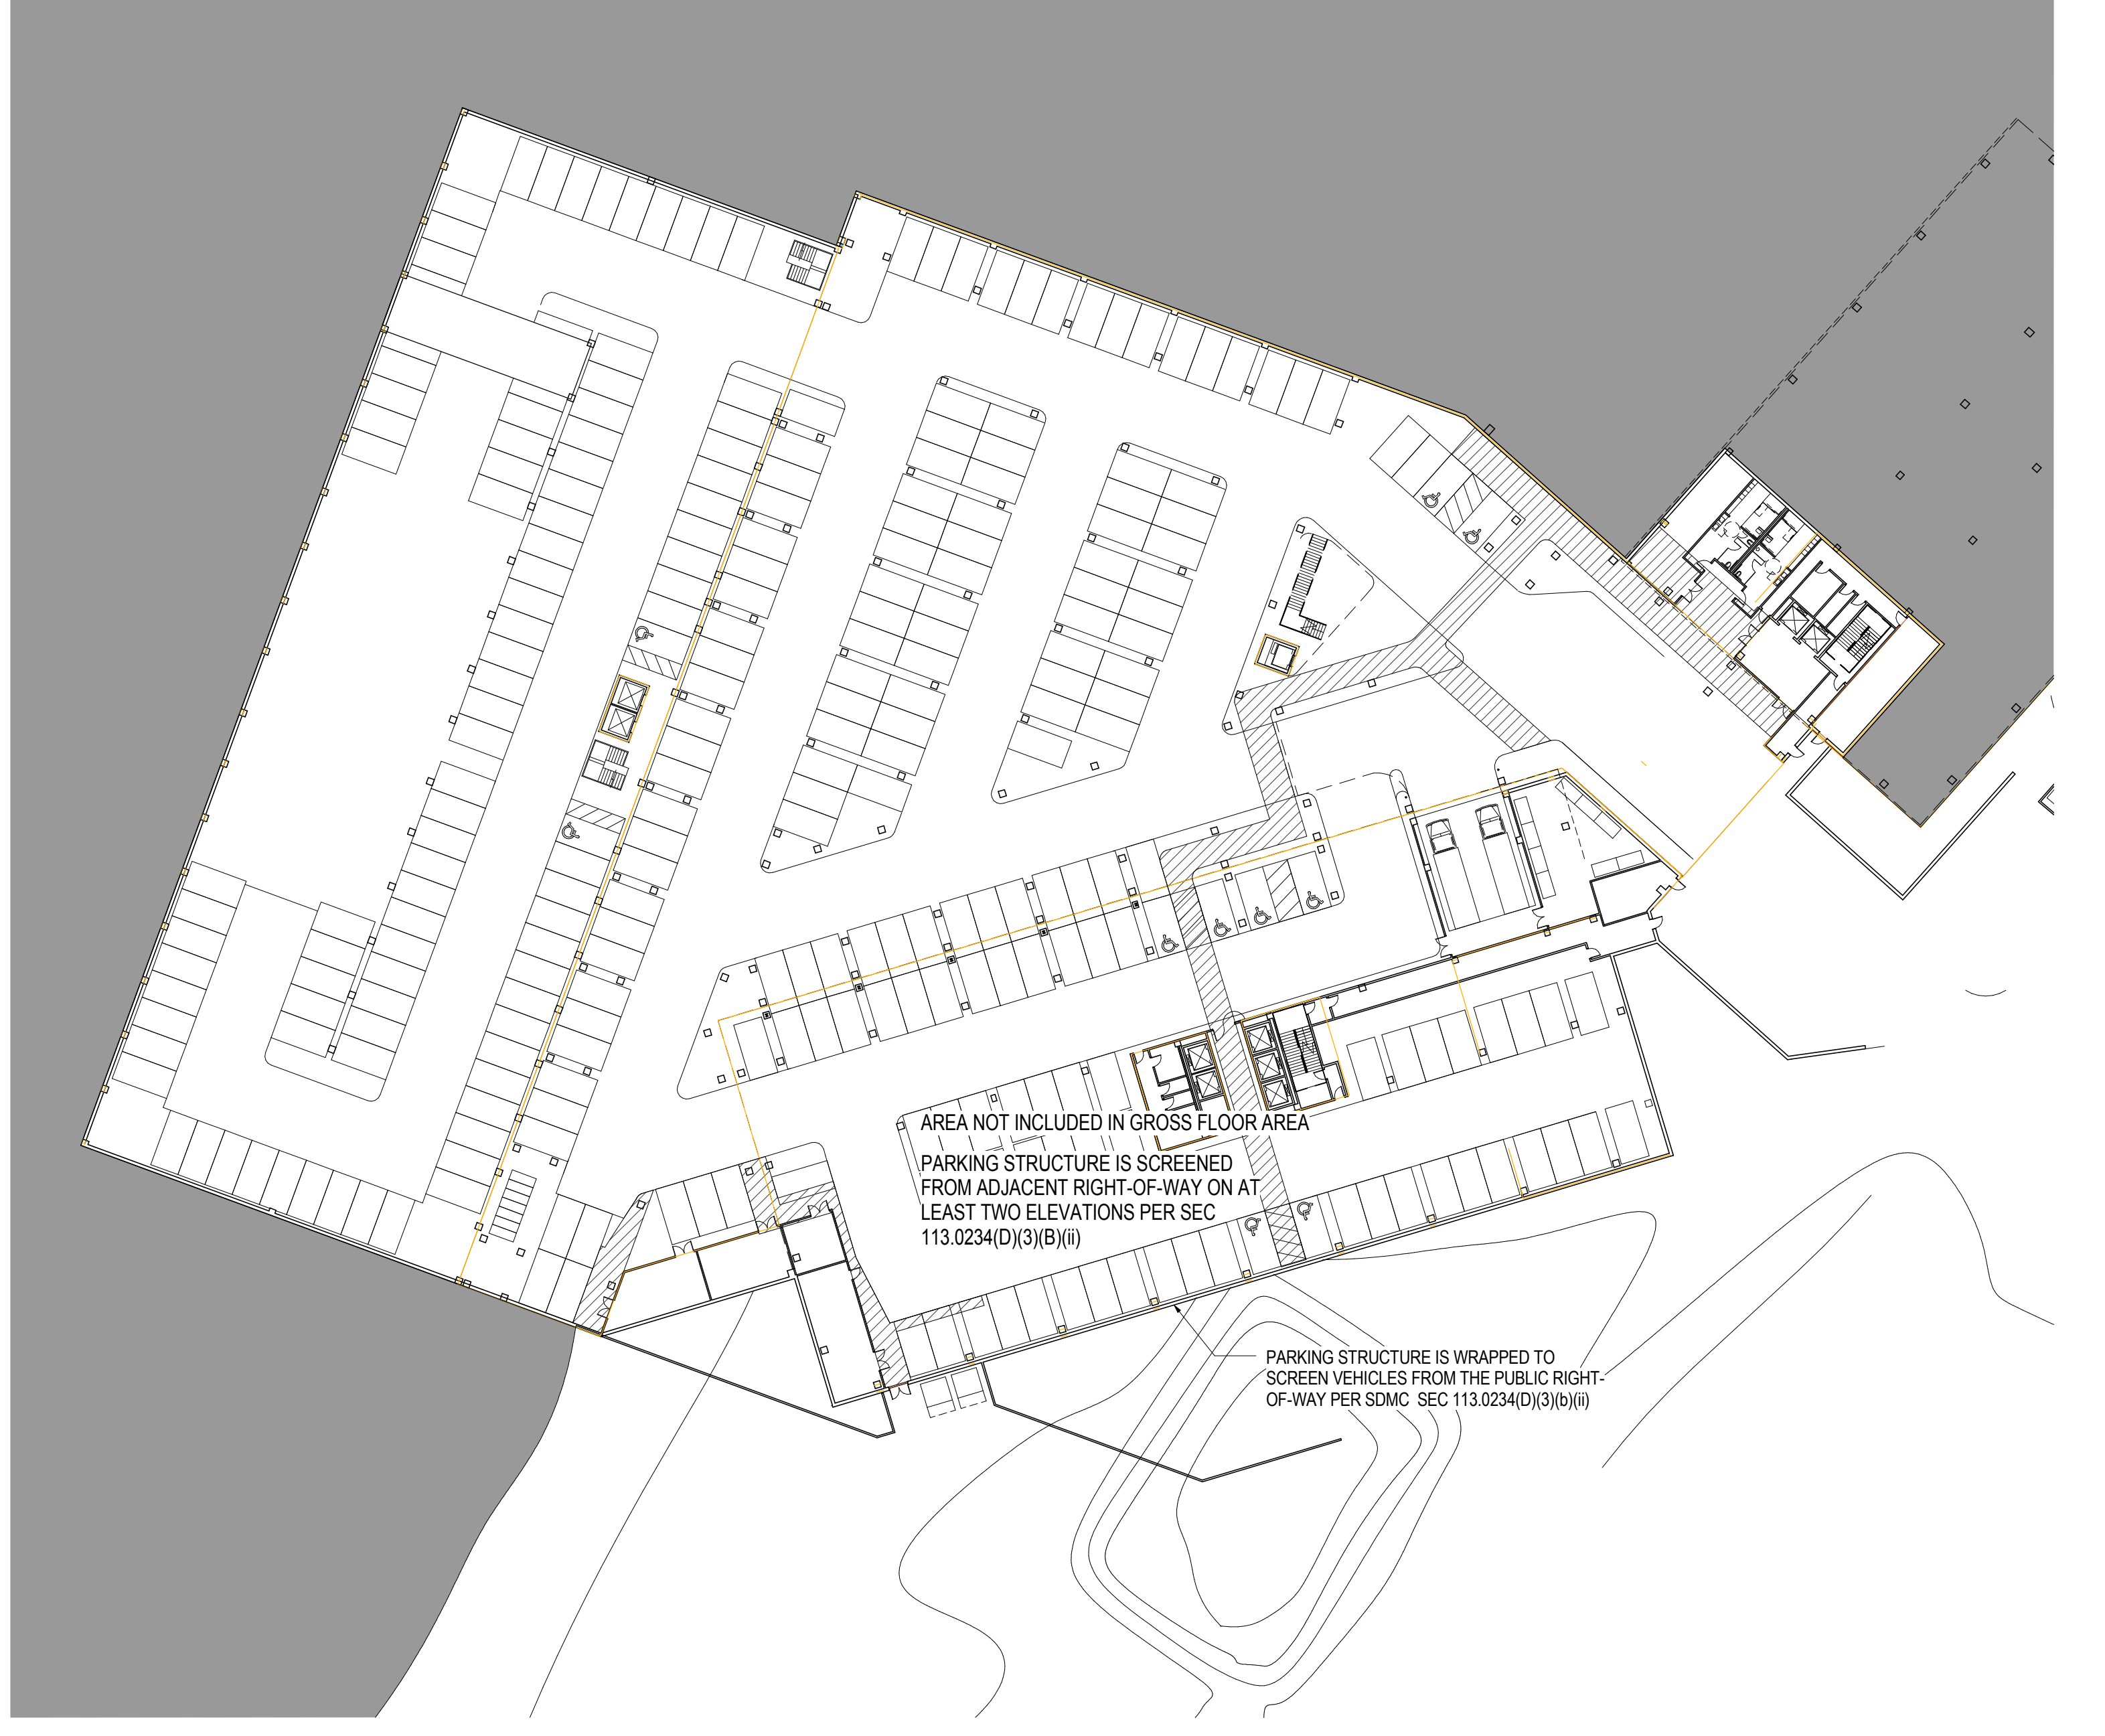 AREA NOT INCLUDED IN GROSS FLOOR AREA
PARKING STRUCTURE IS SCREENED
FROM ADJACENT RIGHT-OF-WAY ON AT
LEAST TWO ELEVATIONS PER SEC
113.0234(D)(3)(B)(ii)
PARKING STRUCTURE IS WRAPPED TO
SCREEN VEHICLES FROM THE PUBLIC RIGHT-
OF-WAY PER SDMC SEC 113.0234(D)(3)(b)(ii)